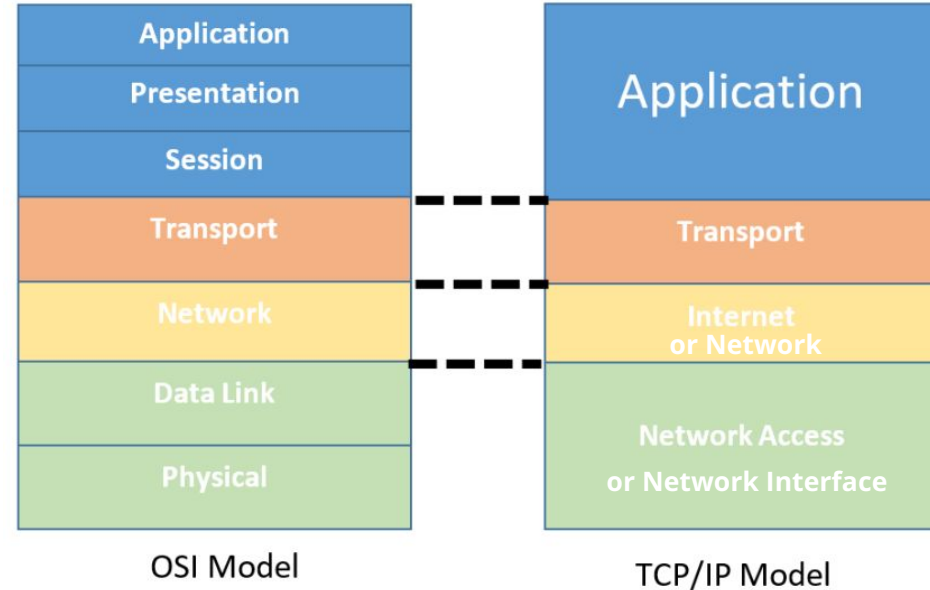 Application
Presentation
Session
Transport
Network
Data Link
Physical
OSI Model
Application
Transport
Internet
or Network
Network Access
or Network Interface
TCP/IP Model